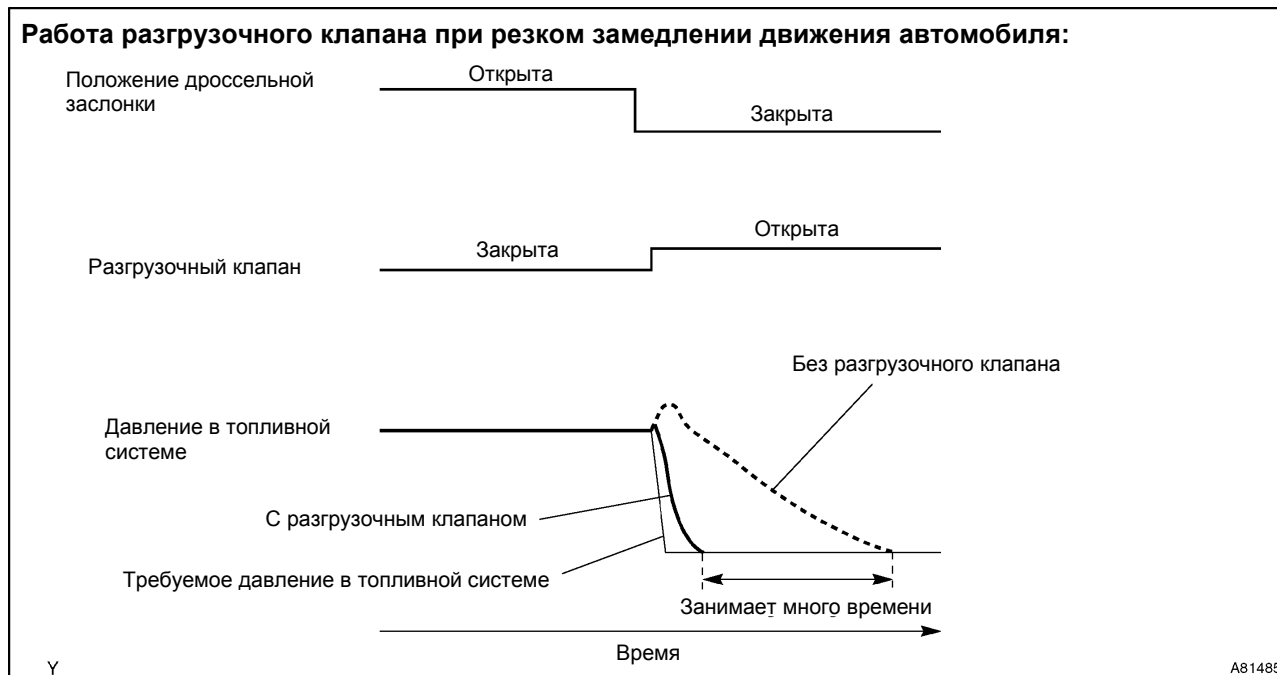 Работа разгрузочного клапана при резком замедлении движения автомобиля:
Положение дроссельной
заслонки
Открыта
Закрыта
Разгрузочный клапан
Закрыта
Открыта
Без разгрузочного клапана
Давление в топливной
системе
С разгрузочным клапаном
Требуемое давление в топливной системе
Занимает много времени
Время
Y
A81485